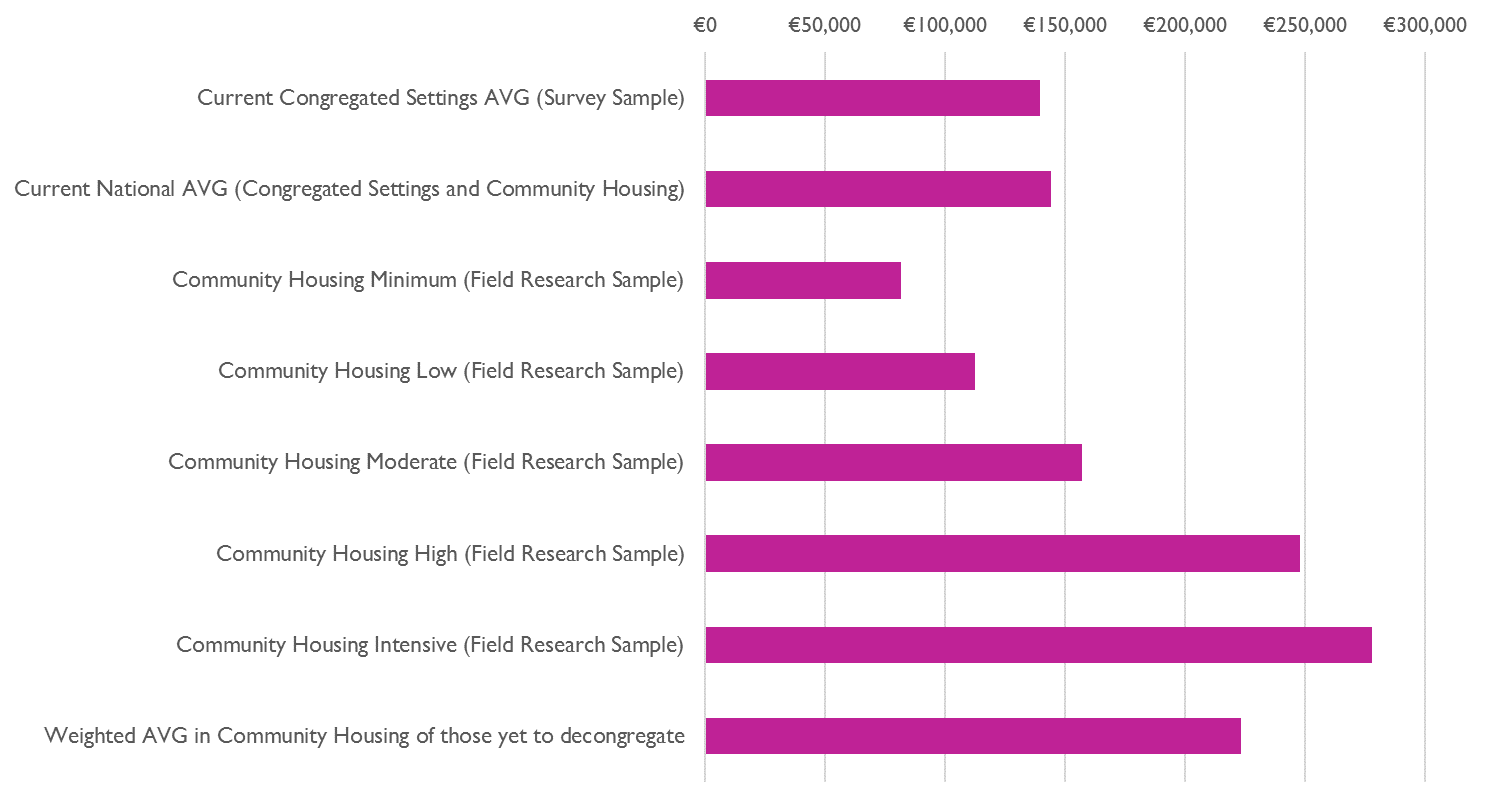 €0 €50,000 €100,000 €150,000 €200,000 €250,000 €300,000
Current Congregated Settings AVG (Survey Sample)
Current National AVG (Congregated Settings and Community Housing)
Community Housing Minimum (Field Research Sample)
Community Housing Low (Field Research Sample)
Community Housing Moderate (Field Research Sample)
Community Housing High (Field Research Sample)
Community Housing Intensive (Field Research Sample)
Weighted AVG in Community Housing of those yet to decongregate